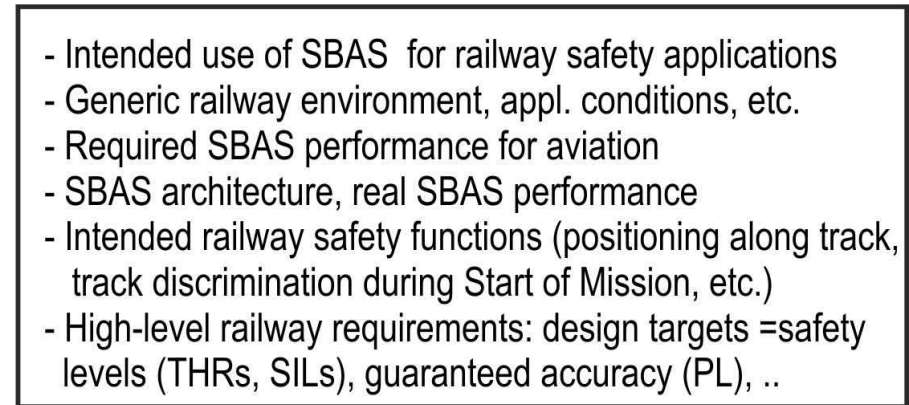 - Intended use of SBAS for railway safety applications
- Generic railway environment, appl. conditions, etc.
- Required SBAS performance for aviation
- SBAS architecture, real SBAS performance
- Intended railway safety functions (positioning along track,
track discrimination during Start of Mission, etc.)
- High-level railway requirements: design targets =safety
levels (THRs, SILs), guaranteed accuracy (PL), ..